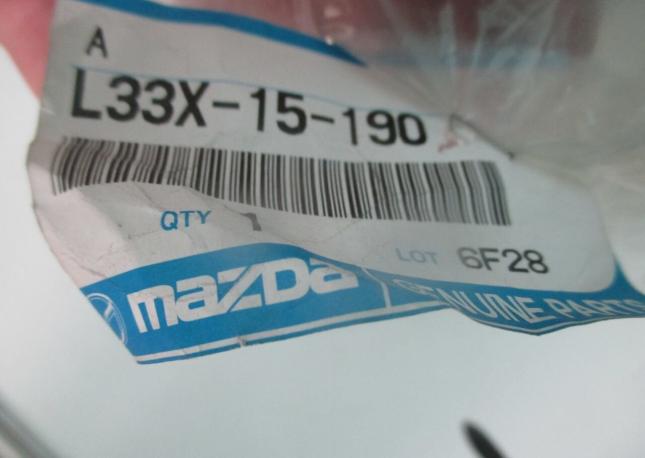 A
L33X-15-190
QTY 1
LOT 6F28
mazda GENUINE PARTS